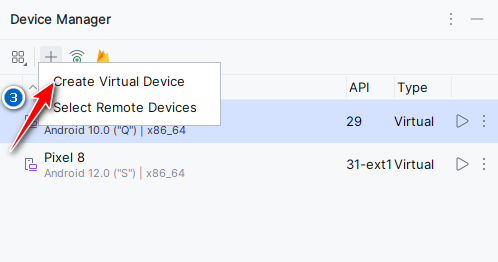 Device Manager
Create Virtual Device
Select Remote Devices
API Type
Android 10.0 ("Q") | x86_64
29 Virtual
3
Pixel 8
Android 12.0 ("S") | x86_64
31-ext1 Virtual